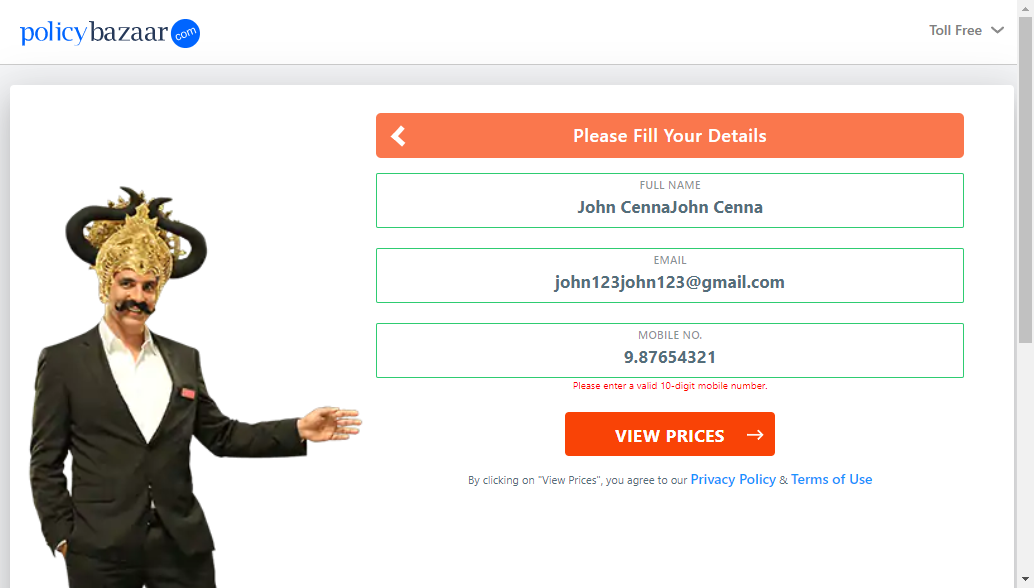 policybazaar.com
Toll Free
Please Fill Your Details
FULL NAME
John CennaJohn Cenna
EMAIL
john123john123@gmail.com
MOBILE NO.
9.87654321
Please enter a valid 10-digit mobile number.
VIEW PRICES
By clicking on "View Prices", you agree to our Privacy Policy & Terms of Use